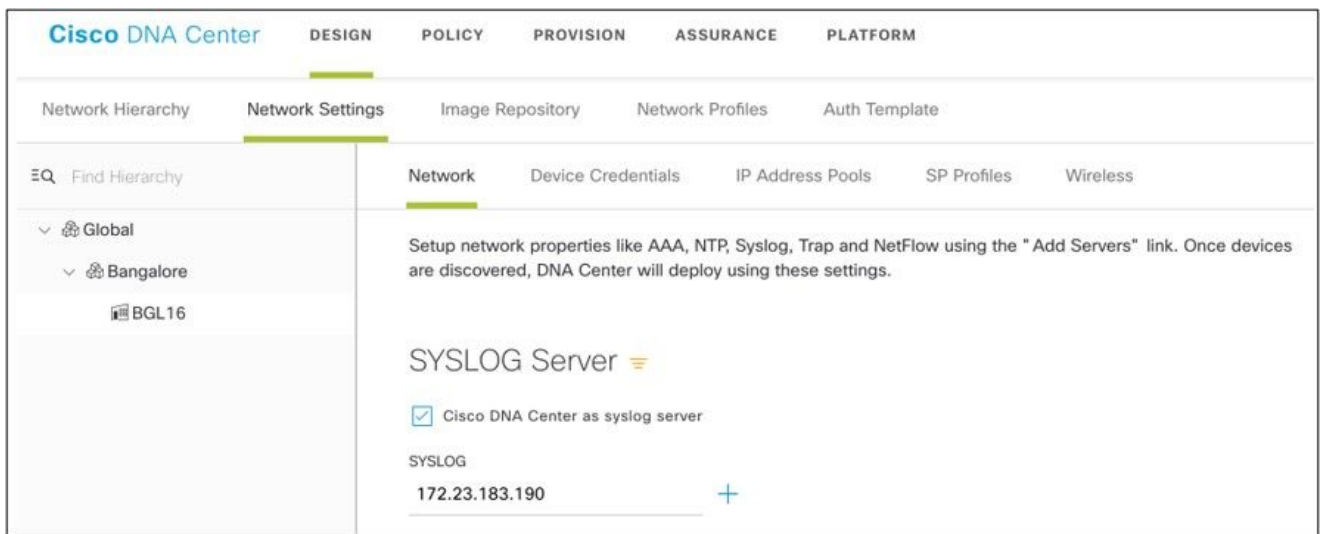 Cisco DNA Center DESIGN POLICY PROVISION ASSURANCE PLATFORM
Network Hierarchy Network Settings Image Repository Network Profiles Auth Template
Find Hierarchy
Global
Bangalore
BGL16
Network Device Credentials IP Address Pools SP Profiles Wireless
Setup network properties like AAA, NTP, Syslog, Trap and NetFlow using the "Add Servers" link. Once devices
are discovered, DNA Center will deploy using these settings.
SYSLOG Server
Cisco DNA Center as syslog server
SYSLOG
172.23.183.190